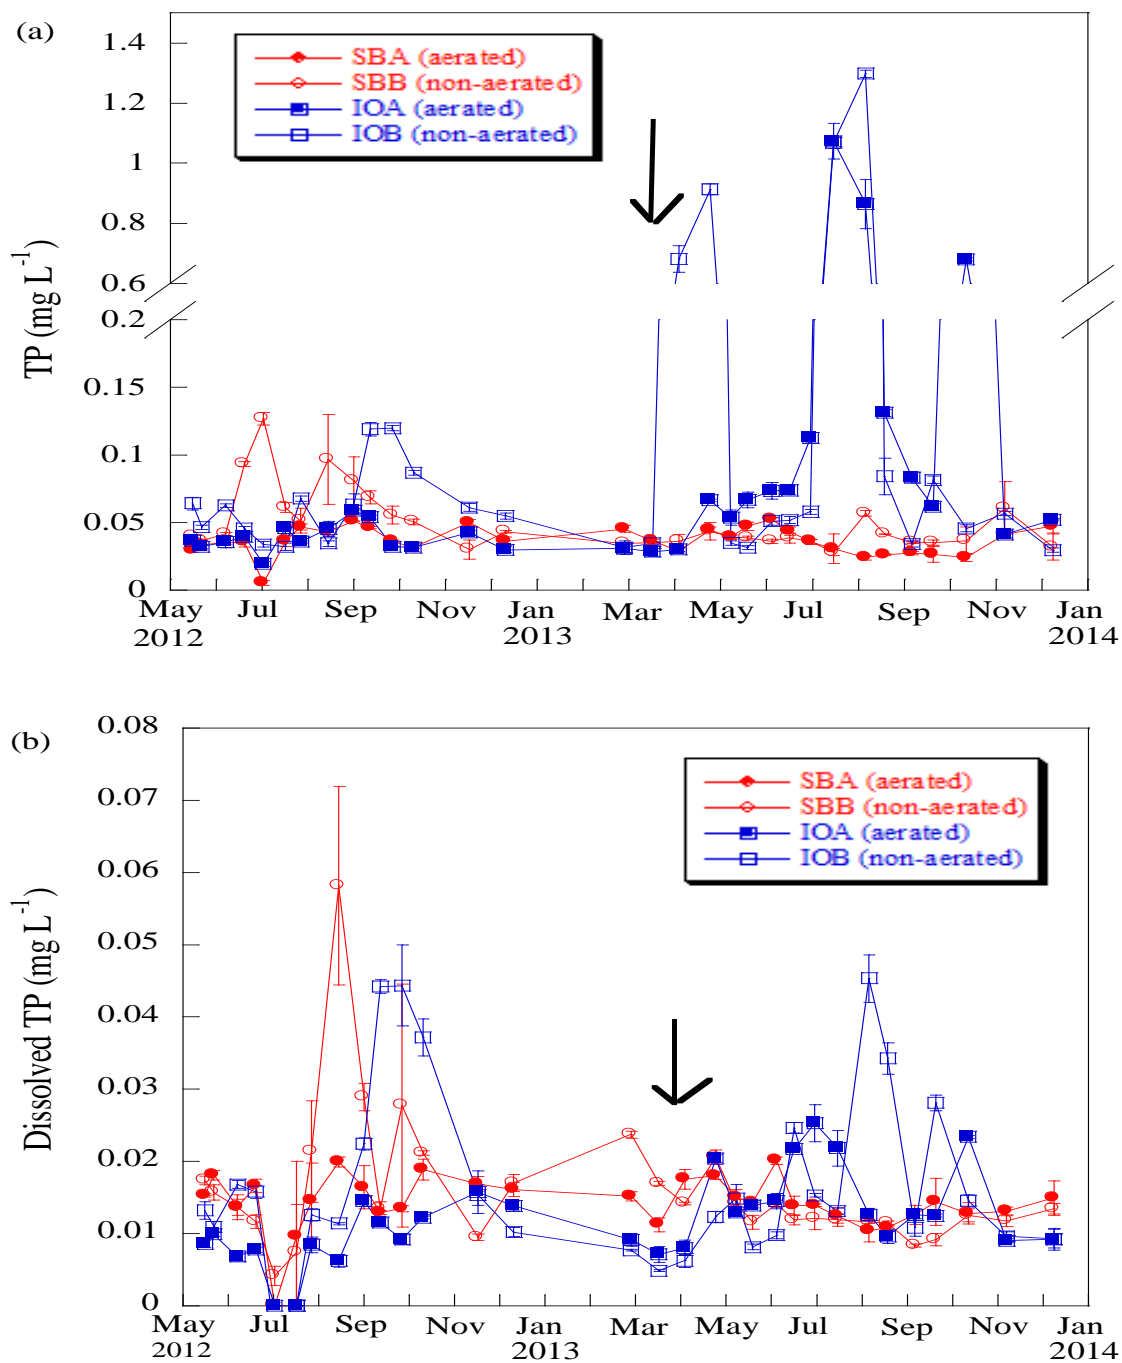 (a)
1.4
1.2
1
0.8
0.6
0.2
0.15
0.1
0.05
0
TP (mg L⁻¹)
SBA (aerated)
SBB (non-aerated)
IOA (aerated)
IOB (non-aerated)
May Jul Sep Nov Jan Mar May Jul Sep Nov Jan
2012 2013 2014
(b)
0.08
0.07
0.06
0.05
0.04
0.03
0.02
0.01
0
Dissolved TP (mg L⁻¹)
SBA (aerated)
SBB (non-aerated)
IOA (aerated)
IOB (non-aerated)
May Jul Sep Nov Jan Mar May Jul Sep Nov Jan
2012 2013 2014